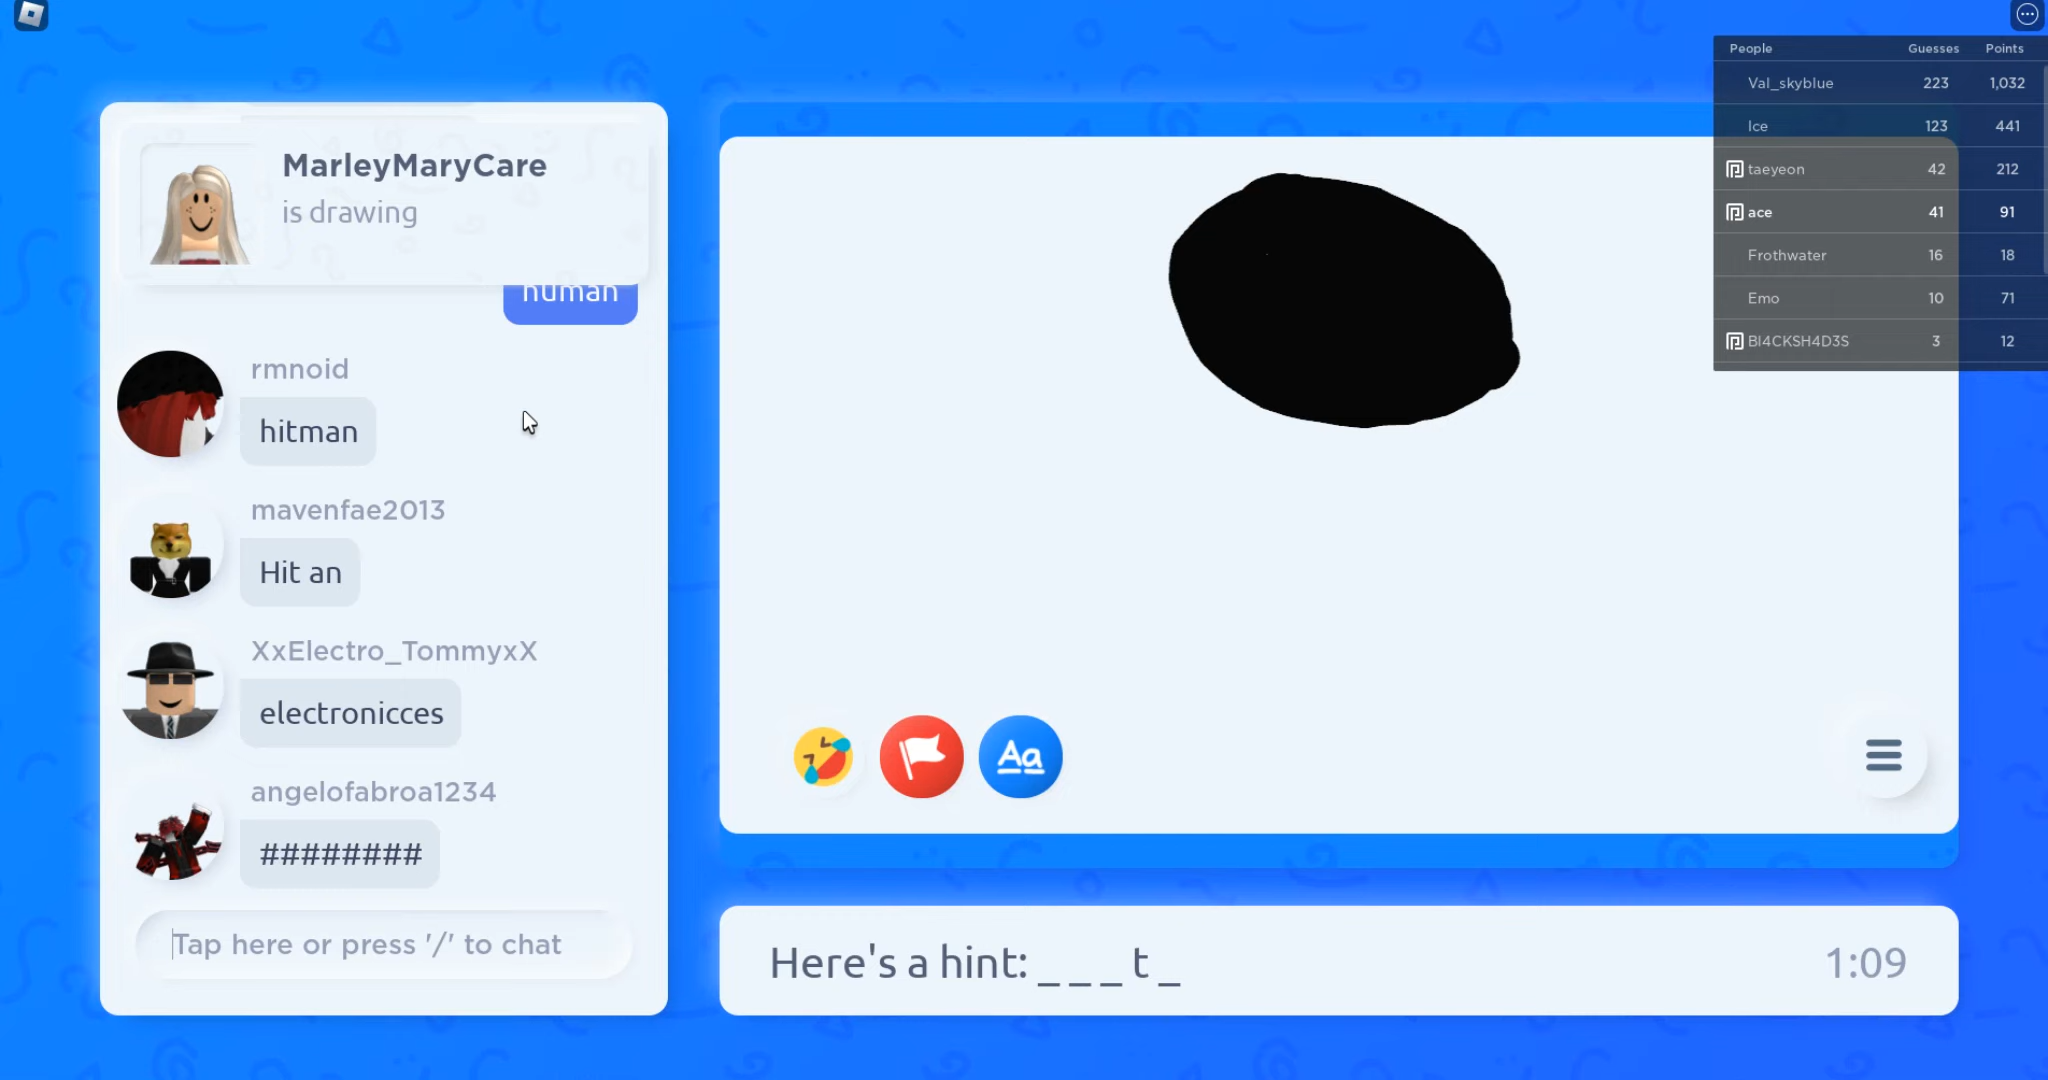 People Guesses Points
Val_skyblue 223 1,032
Ice 123 441
taeyeon 42 212
ace 41 91
Frothwater 16 18
Emo 10 71
BI4CKSH4D3S 3 12
MarleyMaryCare
is drawing
human
rmnoid
hitman
mavenfae2013
Hit an
XxElectro_TommyxX
electronicces
angelofabroa1234
########
Tap here or press '/' to chat
Aa
Here's a hint: _ _ _ t _ 1:09